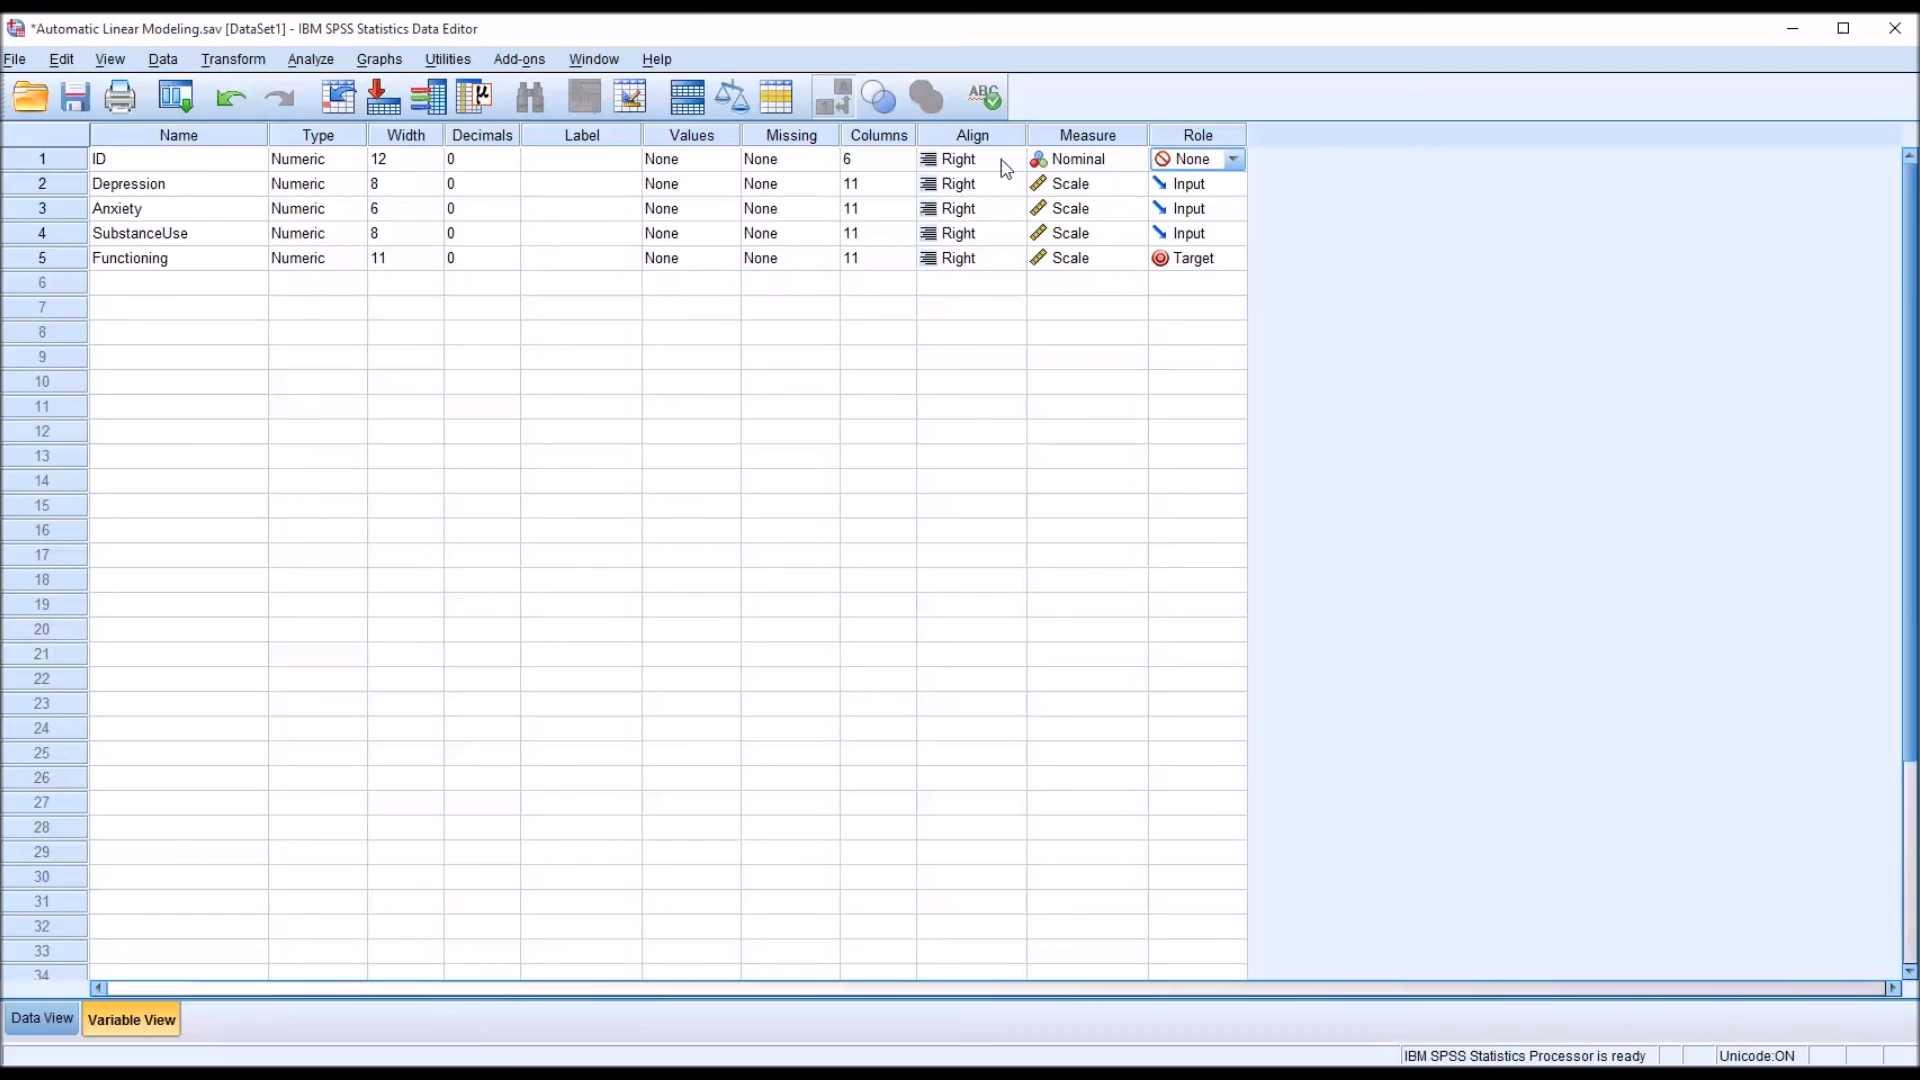 *Automatic Linear Modeling.sav [DataSet1] - IBM SPSS Statistics Data Editor
File Edit View Data Transform Analyze Graphs Utilities Add-ons Window Help
Name Type Width Decimals Label Values Missing Columns Align Measure Role
1 ID Numeric 12 0 None None 6 Right Nominal None
2 Depression Numeric 8 0 None None 11 Right Scale Input
3 Anxiety Numeric 6 0 None None 11 Right Scale Input
4 SubstanceUse Numeric 8 0 None None 11 Right Scale Input
5 Functioning Numeric 11 0 None None 11 Right Scale Target
6
7
8
9
10
11
12
13
14
15
16
17
18
19
20
21
22
23
24
25
26
27
28
29
30
31
32
33
34
Data View Variable View
IBM SPSS Statistics Processor is ready Unicode:ON